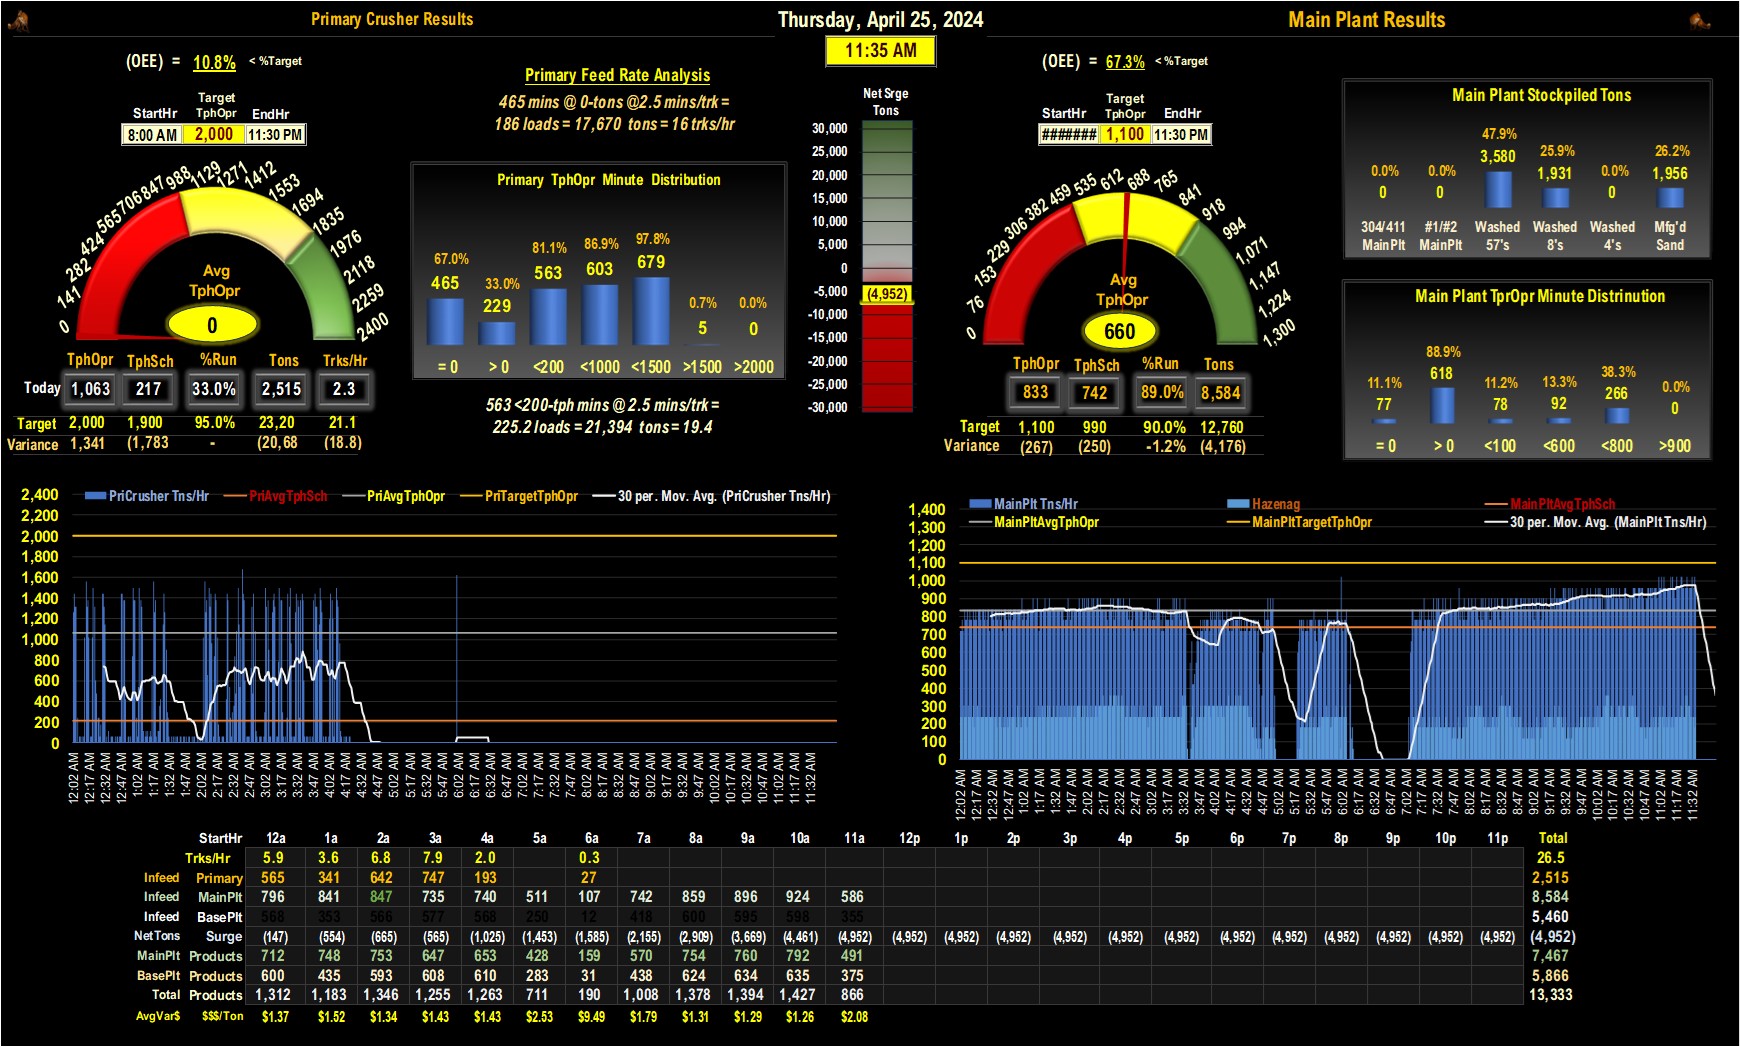 Primary Crusher Results
Thursday, April 25, 2024
Main Plant Results
11:35 AM
(OEE) = 10.8% < %Target
StartHr Target TphOpr EndHr
8:00 AM 2,000 11:30 PM
0 141 282 424 565 706 847 988 1129 1271 1412 1553 1694 1835 1976 2118 2259 2400
Avg
TphOpr
0
TphOpr TphSch %Run Tons Trks/Hr
Today 1,063 217 33.0% 2,515 2.3
Target 2,000 1,900 95.0% 23,20 21.1
Variance 1,341 (1,783 - (20,68 (18.8)
Primary Feed Rate Analysis
465 mins @ 0-tons @2.5 mins/trk =
186 loads = 17,670 tons = 16 trks/hr
Primary TphOpr Minute Distribution
67.0% 33.0% 81.1% 86.9% 97.8% 0.7% 0.0%
465 229 563 603 679 5 0
= 0 > 0 <200 <1000 <1500 >1500 >2000
563 <200-tph mins @ 2.5 mins/trk =
225.2 loads = 21,394 tons = 19.4
Net Srge
Tons
30,000
25,000
20,000
15,000
10,000
5,000
0
-5,000
(4,952)
-10,000
-15,000
-20,000
-25,000
-30,000
(OEE) = 67.3% < %Target
StartHr Target TphOpr EndHr
####### 1,100 11:30 PM
0 76 153 229 306 382 459 535 612 688 765 841 918 994 1,071 1,147 1,224 1,300
Avg
TphOpr
660
TphOpr TphSch %Run Tons
833 742 89.0% 8,584
Target 1,100 990 90.0% 12,760
Variance (267) (250) -1.2% (4,176)
Main Plant Stockpiled Tons
0.0% 0.0% 47.9% 25.9% 0.0% 26.2%
0 0 3,580 1,931 0 1,956
304/411 #1/#2 Washed Washed Washed Mfg'd
MainPlt MainPlt 57's 8's 4's Sand
Main Plant TprOpr Minute Distrinution
11.1% 88.9% 11.2% 13.3% 38.3% 0.0%
77 618 78 92 266 0
= 0 > 0 <100 <600 <800 >900
PriCrusher Tns/Hr PriAvgTphSch PriAvgTphOpr PriTargetTphOpr 30 per. Mov. Avg. (PriCrusher Tns/Hr)
2,400
2,200
2,000
1,800
1,600
1,400
1,200
1,000
800
600
400
200
0
12:02 AM 12:17 AM 12:32 AM 12:47 AM 1:02 AM 1:17 AM 1:32 AM 1:47 AM 2:02 AM 2:17 AM 2:32 AM 2:47 AM 3:02 AM 3:17 AM 3:32 AM 3:47 AM 4:02 AM 4:17 AM 4:32 AM 4:47 AM 5:02 AM 5:17 AM 5:32 AM 5:47 AM 6:02 AM 6:17 AM 6:32 AM 6:47 AM 7:02 AM 7:17 AM 7:32 AM 7:47 AM 8:02 AM 8:17 AM 8:32 AM 8:47 AM 9:02 AM 9:17 AM 9:32 AM 9:47 AM 10:02 AM 10:17 AM 10:32 AM 10:47 AM 11:02 AM 11:17 AM 11:32 AM
MainPlt Tns/Hr Hazenag MainPltAvgTphSch
MainPltAvgTphOpr MainPltTargetTphOpr 30 per. Mov. Avg. (MainPlt Tns/Hr)
1,400
1,300
1,200
1,100
1,000
900
800
700
600
500
400
300
200
100
0
12:02 AM 12:17 AM 12:32 AM 12:47 AM 1:02 AM 1:17 AM 1:32 AM 1:47 AM 2:02 AM 2:17 AM 2:32 AM 2:47 AM 3:02 AM 3:17 AM 3:32 AM 3:47 AM 4:02 AM 4:17 AM 4:32 AM 4:47 AM 5:02 AM 5:17 AM 5:32 AM 5:47 AM 6:02 AM 6:17 AM 6:32 AM 6:47 AM 7:02 AM 7:17 AM 7:32 AM 7:47 AM 8:02 AM 8:17 AM 8:32 AM 8:47 AM 9:02 AM 9:17 AM 9:32 AM 9:47 AM 10:02 AM 10:17 AM 10:32 AM 10:47 AM 11:02 AM 11:17 AM 11:32 AM
StartHr 12a 1a 2a 3a 4a 5a 6a 7a 8a 9a 10a 11a 12p 1p 2p 3p 4p 5p 6p 7p 8p 9p 10p 11p Total
Trks/Hr 5.9 3.6 6.8 7.9 2.0 0.3 26.5
Infeed Primary 565 341 642 747 193 27 2,515
Infeed MainPlt 796 841 847 735 740 511 107 742 859 896 924 586 8,584
Infeed BasePlt 568 353 566 577 568 250 12 418 600 595 598 355 5,460
NetTons Surge (147) (554) (665) (565) (1,025) (1,453) (1,585) (2,155) (2,909) (3,669) (4,461) (4,952) (4,952) (4,952) (4,952) (4,952) (4,952) (4,952) (4,952) (4,952) (4,952) (4,952) (4,952) (4,952) (4,952)
MainPlt Products 712 748 753 647 653 428 159 570 754 760 792 491 7,467
BasePlt Products 600 435 593 608 610 283 31 438 624 634 635 375 5,866
Total Products 1,312 1,183 1,346 1,255 1,263 711 190 1,008 1,378 1,394 1,427 866 13,333
AvgVar$ $$$/Ton $1.37 $1.52 $1.34 $1.43 $1.43 $2.53 $9.49 $1.79 $1.31 $1.29 $1.26 $2.08